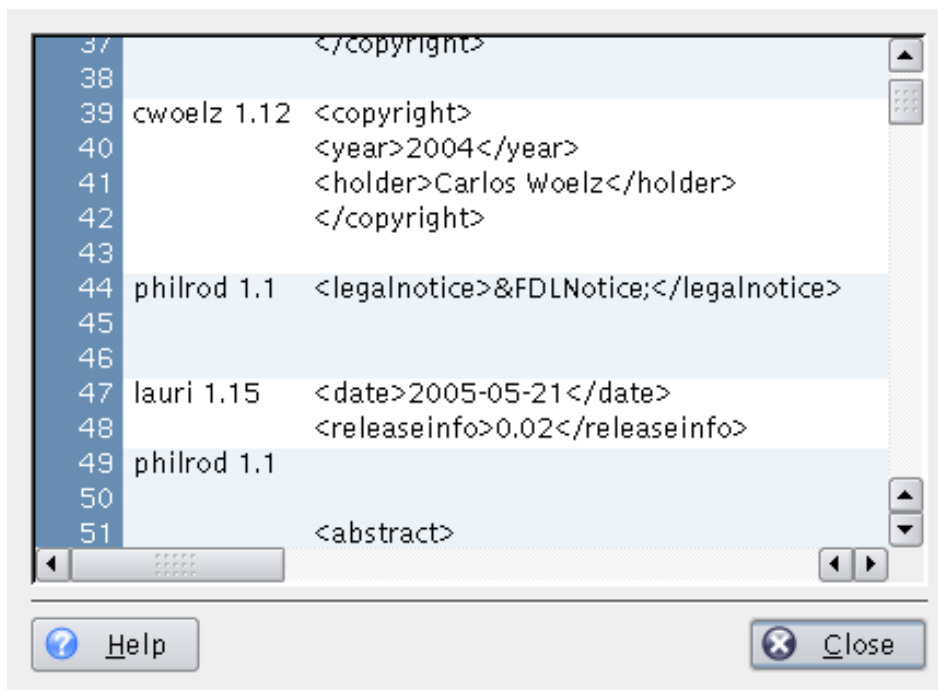 37 </copyright>
38
39 cwoelz 1.12 <copyright>
40 <year>2004</year>
41 <holder>Carlos Woelz</holder>
42 </copyright>
43
44 philrod 1.1 <legalnotice>&FDLNotice;</legalnotice>
45
46
47 lauri 1.15 <date>2005-05-21</date>
48 <releaseinfo>0.02</releaseinfo>
49 philrod 1.1
50
51 <abstract>
Help Close